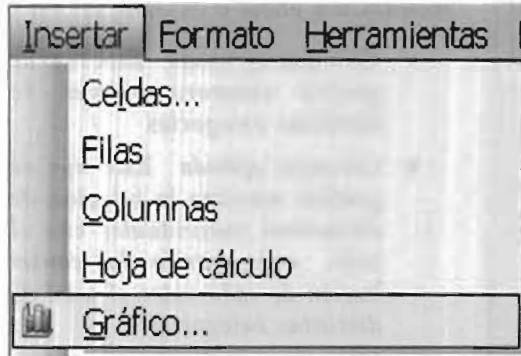 Insertar Formato Herramientas
Celdas...
Filas
Columnas
Hoja de cálculo
Gráfico...